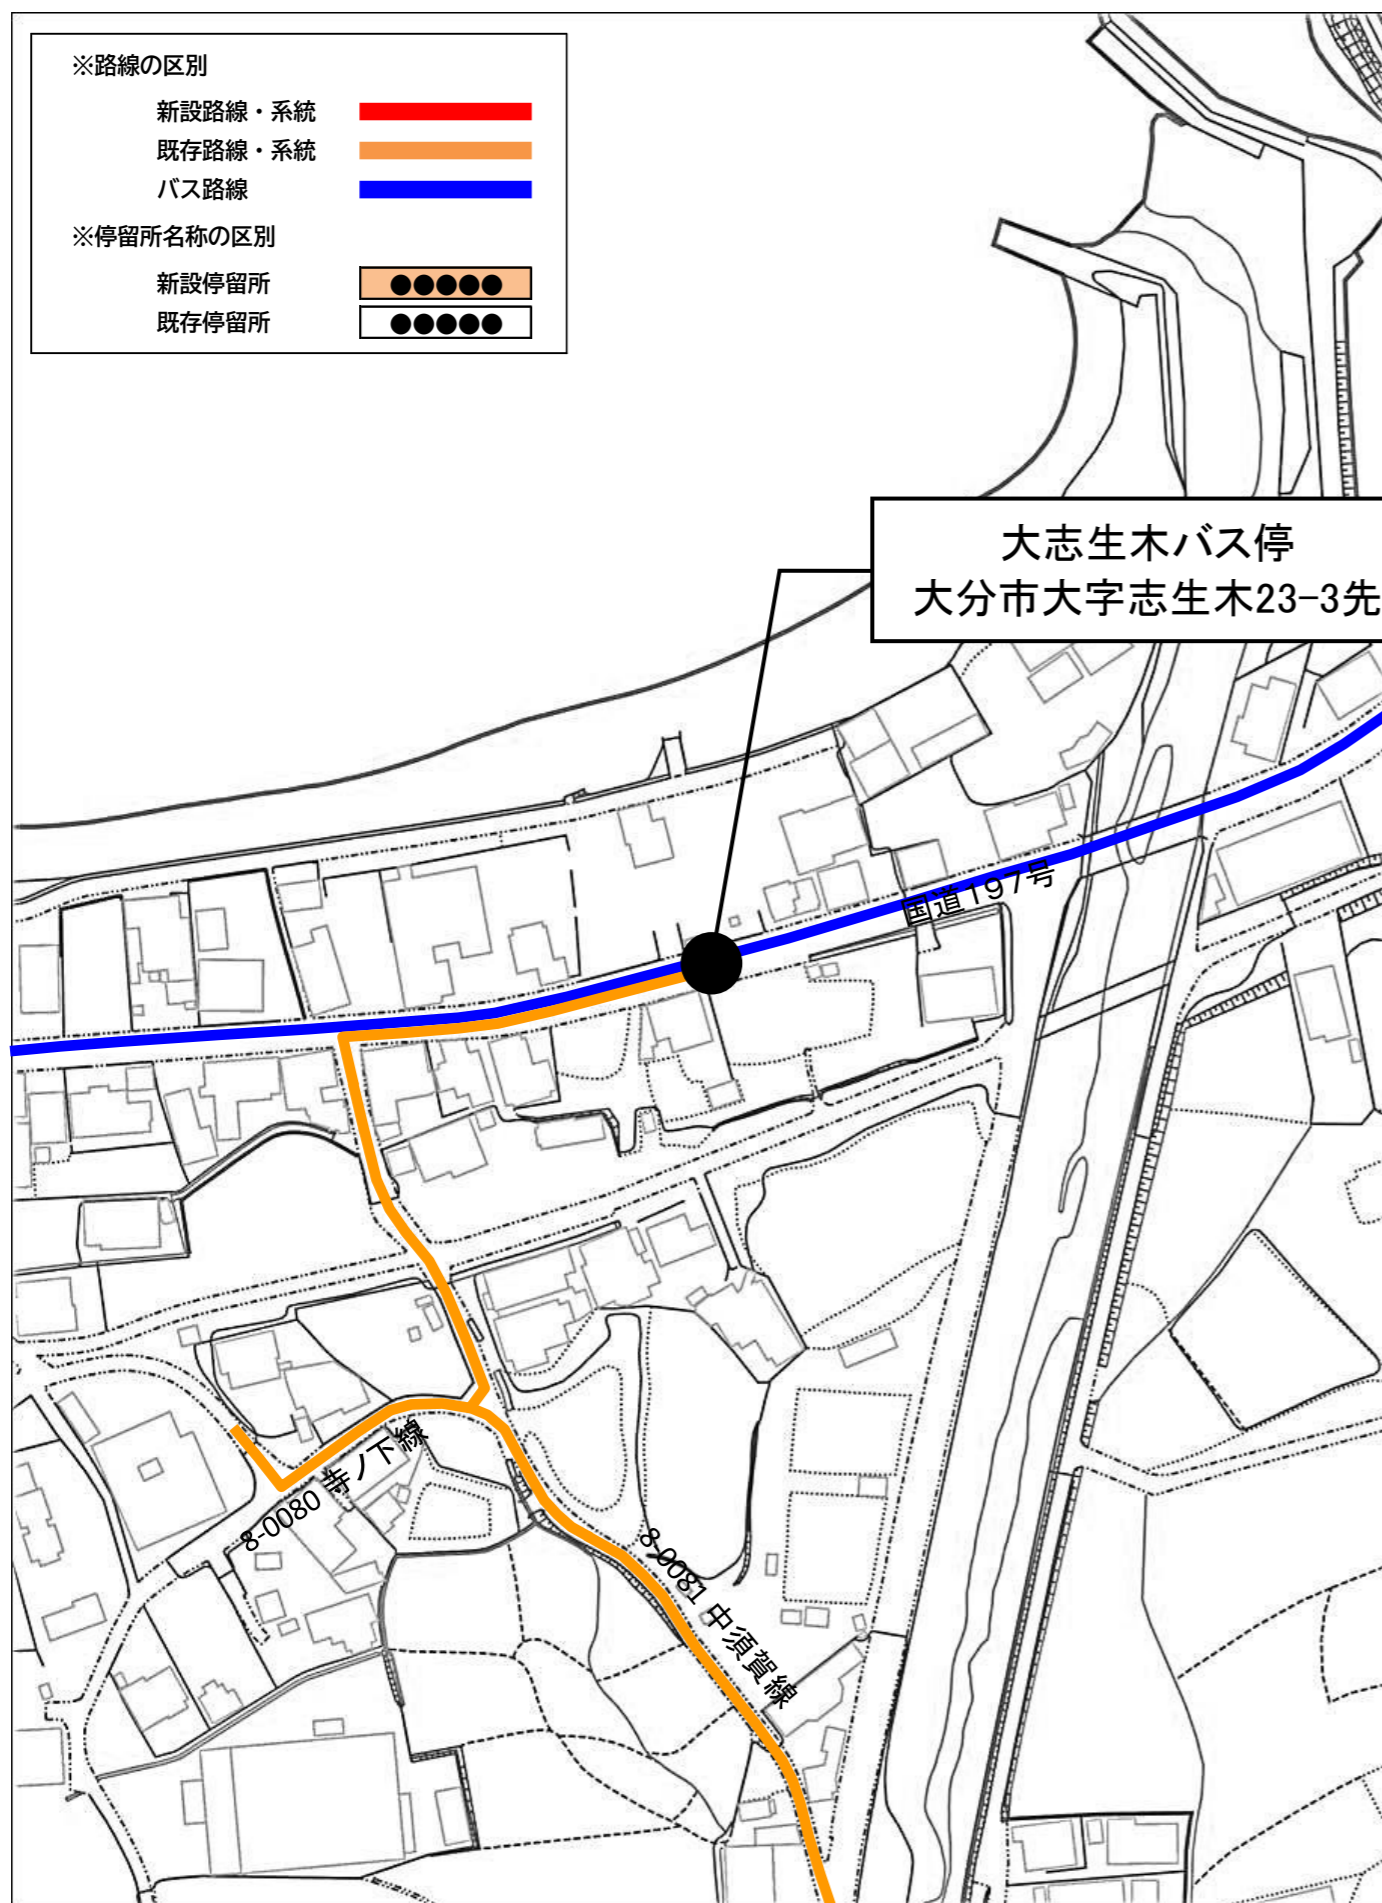 ※路線の区別
新設路線・系統
既存路線・系統
バス路線
※停留所名称の区別
新設停留所 ●●●●●
既存停留所 ●●●●●
大志生木バス停
大分市大字志生木23-3先
国道197号
8-0080 寺ノ下線
8-0081 中須賀線